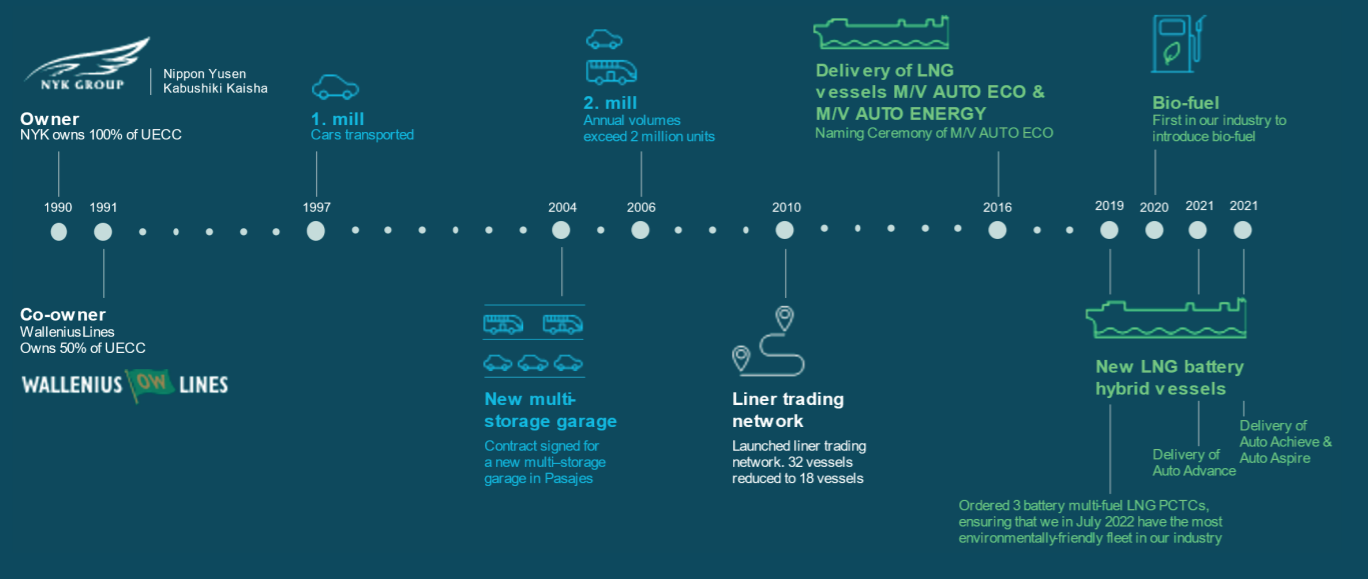 NYK GROUP
Nippon Yusen
Kabushiki Kaisha
Owner
NYK owns 100% of UECC
1. mill
Cars transported
2. mill
Annual volumes
exceed 2 million units
Delivery of LNG
vessels M/V AUTO ECO &
M/V AUTO ENERGY
Naming Ceremony of M/V AUTO ECO
Bio-fuel
First in our industry to
introduce bio-fuel
1990 1991 1997 2004 2006 2010 2016 2019 2020 2021 2021
Co-owner
Wallenius Lines
Owns 50% of UECC
WALLENIUS OW LINES
New multi-
storage garage
Contract signed for
a new multi–storage
garage in Pasajes
Liner trading
network
Launched liner trading
network. 32 vessels
reduced to 18 vessels
New LNG battery
hybrid vessels
Delivery of
Auto Advance
Delivery of
Auto Achieve &
Auto Aspire
Ordered 3 battery multi-fuel LNG PCTCs,
ensuring that we in July 2022 have the most
environmentally-friendly fleet in our industry